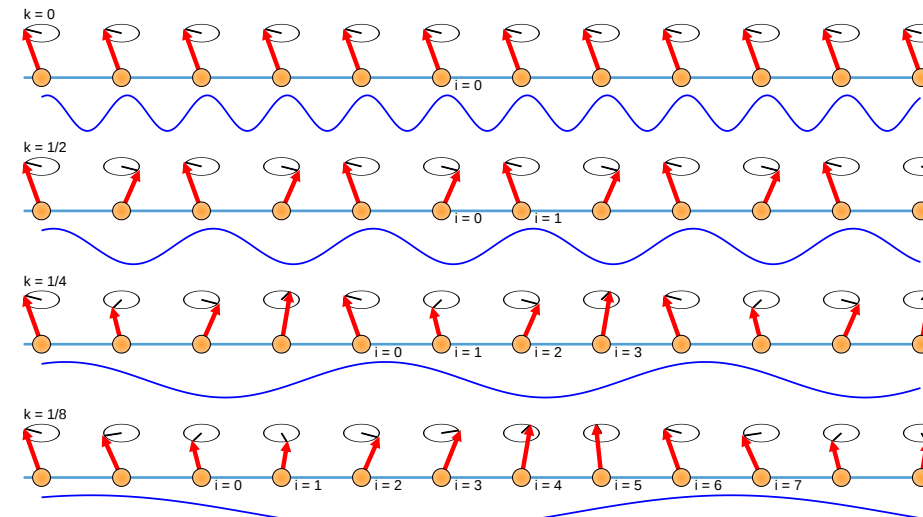 k = 0
i = 0
k = 1/2
i = 0 i = 1
k = 1/4
i = 0 i = 1 i = 2 i = 3
k = 1/8
i = 0 i = 1 i = 2 i = 3 i = 4 i = 5 i = 6 i = 7